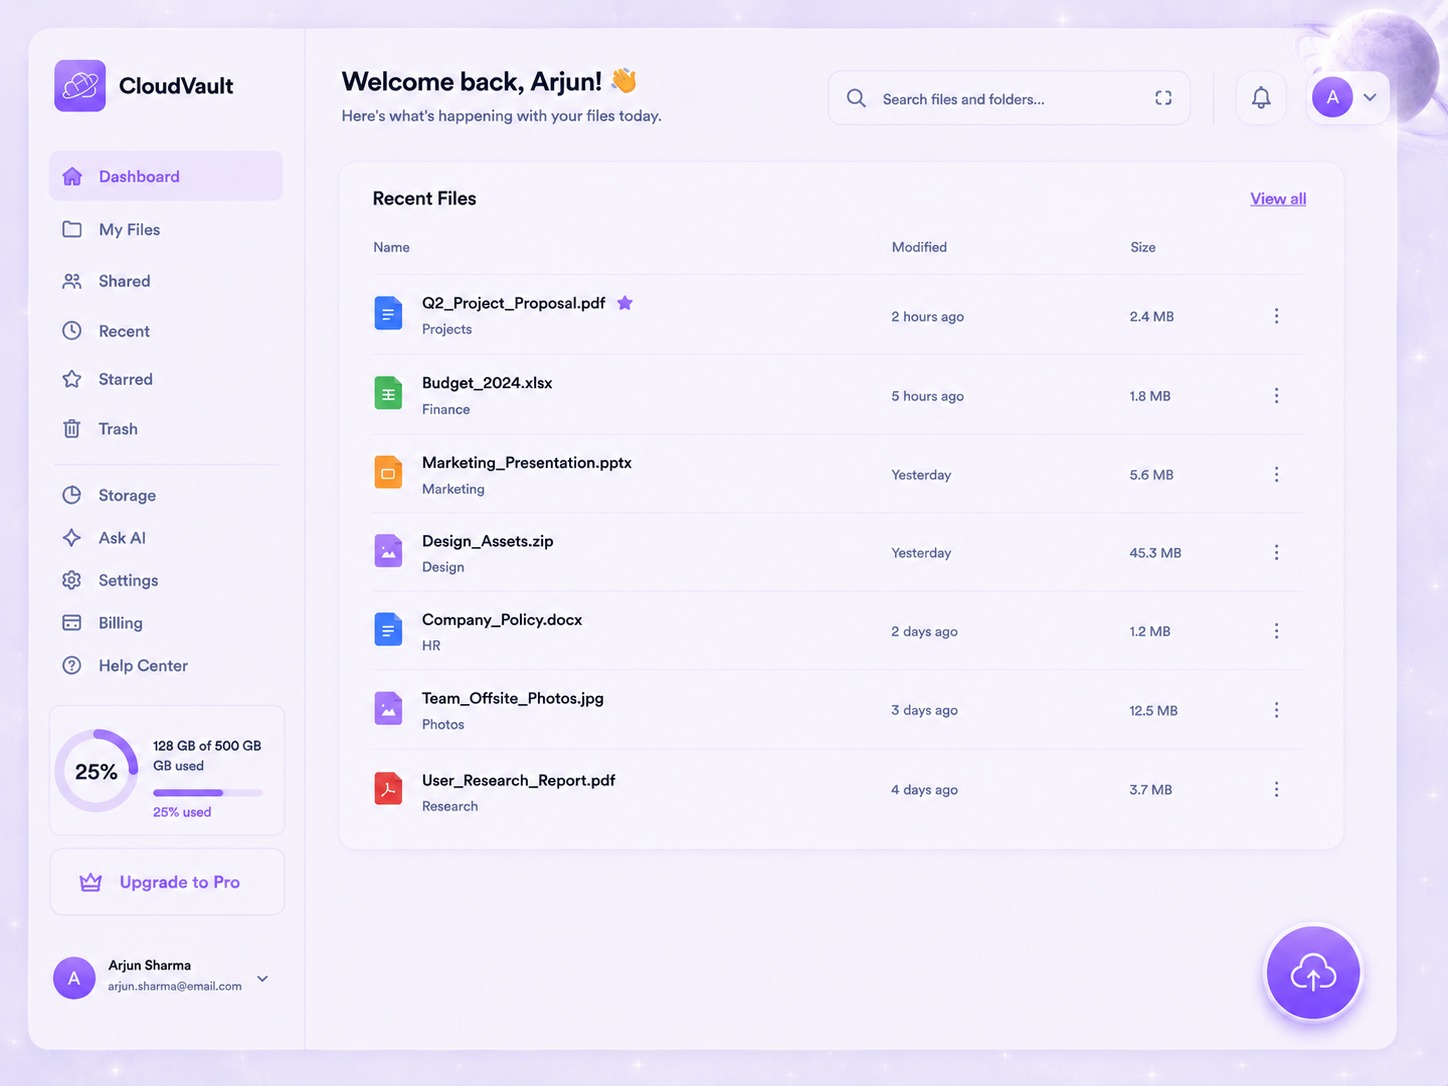 CloudVault
Dashboard
My Files
Shared
Recent
Starred
Trash
Storage
Ask AI
Settings
Billing
Help Center
25%
128 GB of 500 GB
GB used
25% used
Upgrade to Pro
A
Arjun Sharma
arjun.sharma@email.com
Welcome back, Arjun! 👋
Here's what's happening with your files today.
Search files and folders...
A
Recent Files
View all
Name Modified Size
Q2_Project_Proposal.pdf
Projects
2 hours ago 2.4 MB
Budget_2024.xlsx
Finance
5 hours ago 1.8 MB
Marketing_Presentation.pptx
Marketing
Yesterday 5.6 MB
Design_Assets.zip
Design
Yesterday 45.3 MB
Company_Policy.docx
HR
2 days ago 1.2 MB
Team_Offsite_Photos.jpg
Photos
3 days ago 12.5 MB
User_Research_Report.pdf
Research
4 days ago 3.7 MB